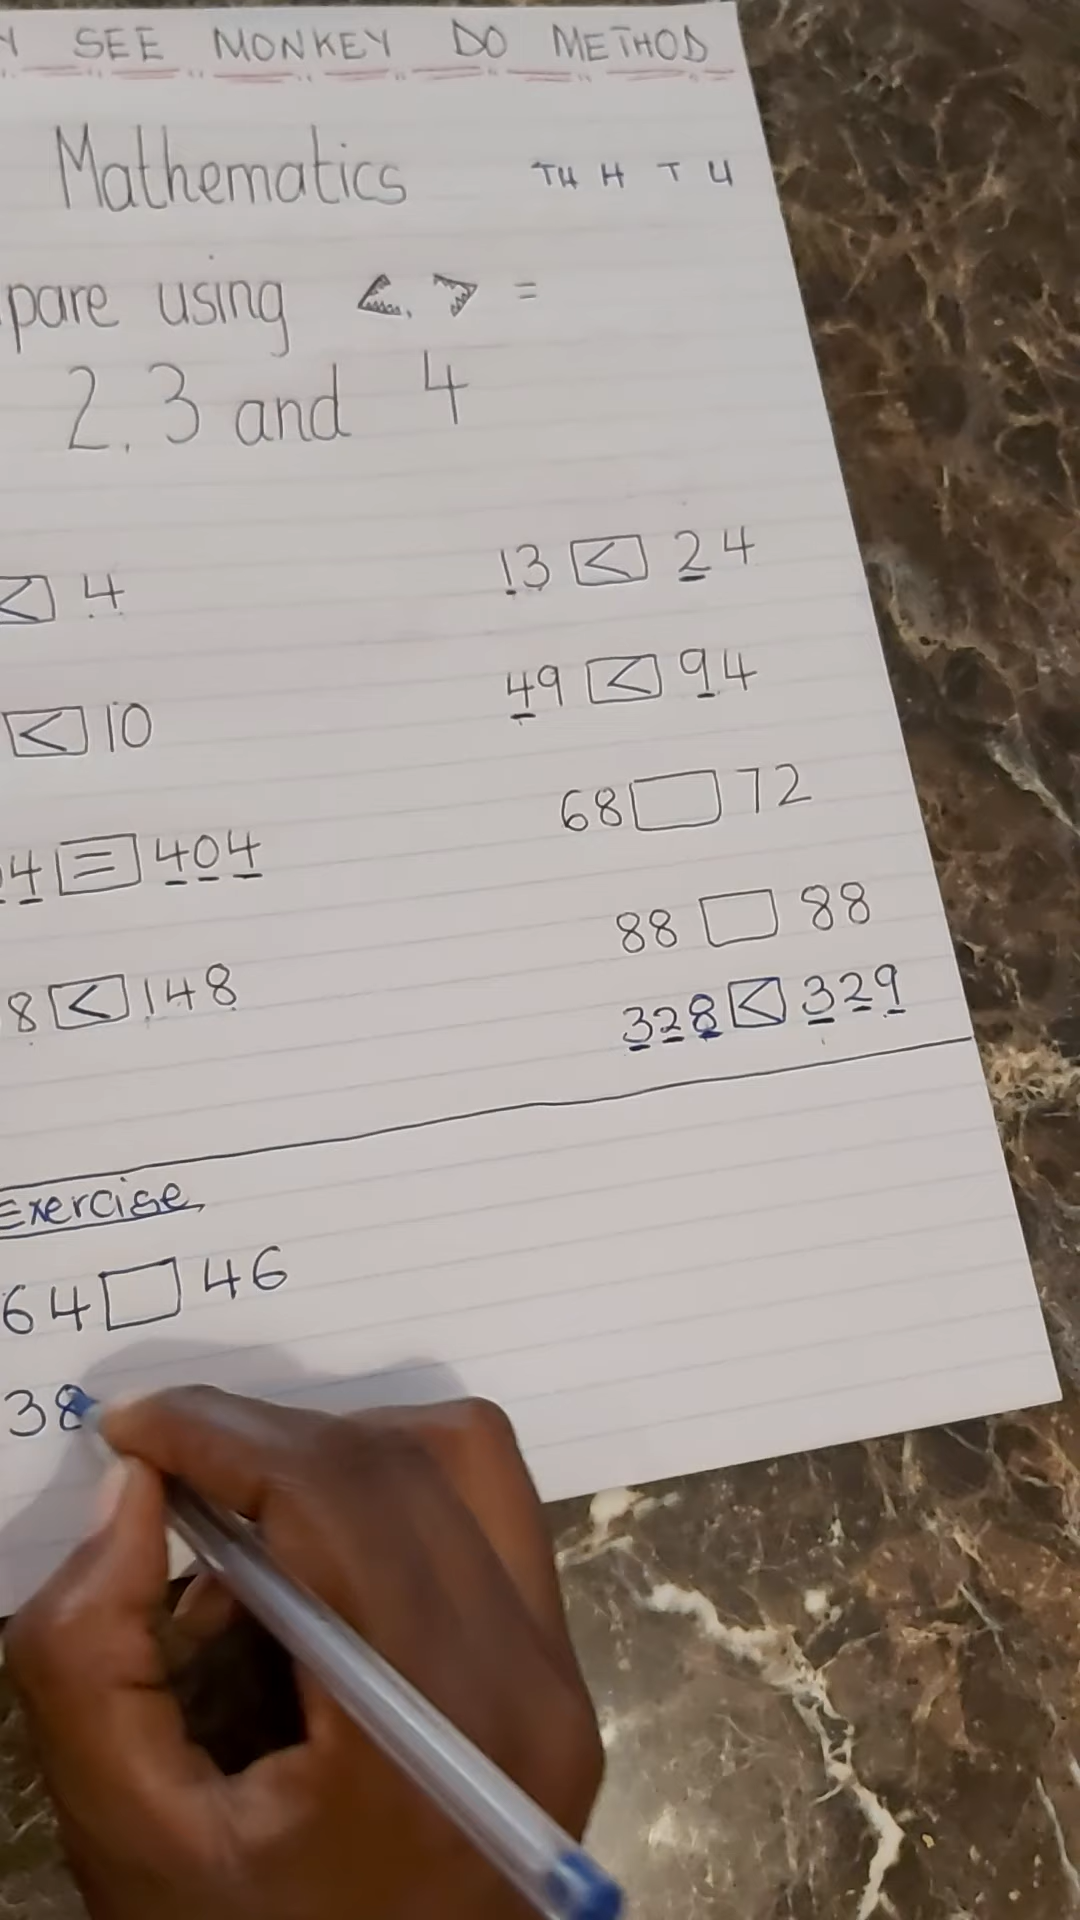 Y SEE MONKEY DO METHOD
Mathematics TH H T U
pare using <, > =
2, 3 and 4
< 4
13 < 24
< 10
49 < 94
4 = 404
68 72
8 < 148
88 88
328 < 329
Exercise
64 46
38